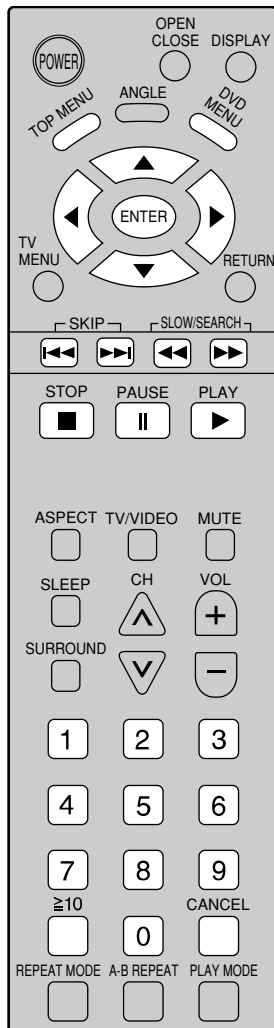 OPEN
CLOSE DISPLAY
POWER
ANGLE
TOP MENU
DVD
MENU
ENTER
TV
MENU
RETURN
SKIP SLOW/SEARCH
STOP PAUSE PLAY
ASPECT TV/VIDEO MUTE
SLEEP CH VOL
+
SURROUND
−
1 2 3
4 5 6
7 8 9
≧10 CANCEL
0
REPEAT MODE A-B REPEAT PLAY MODE